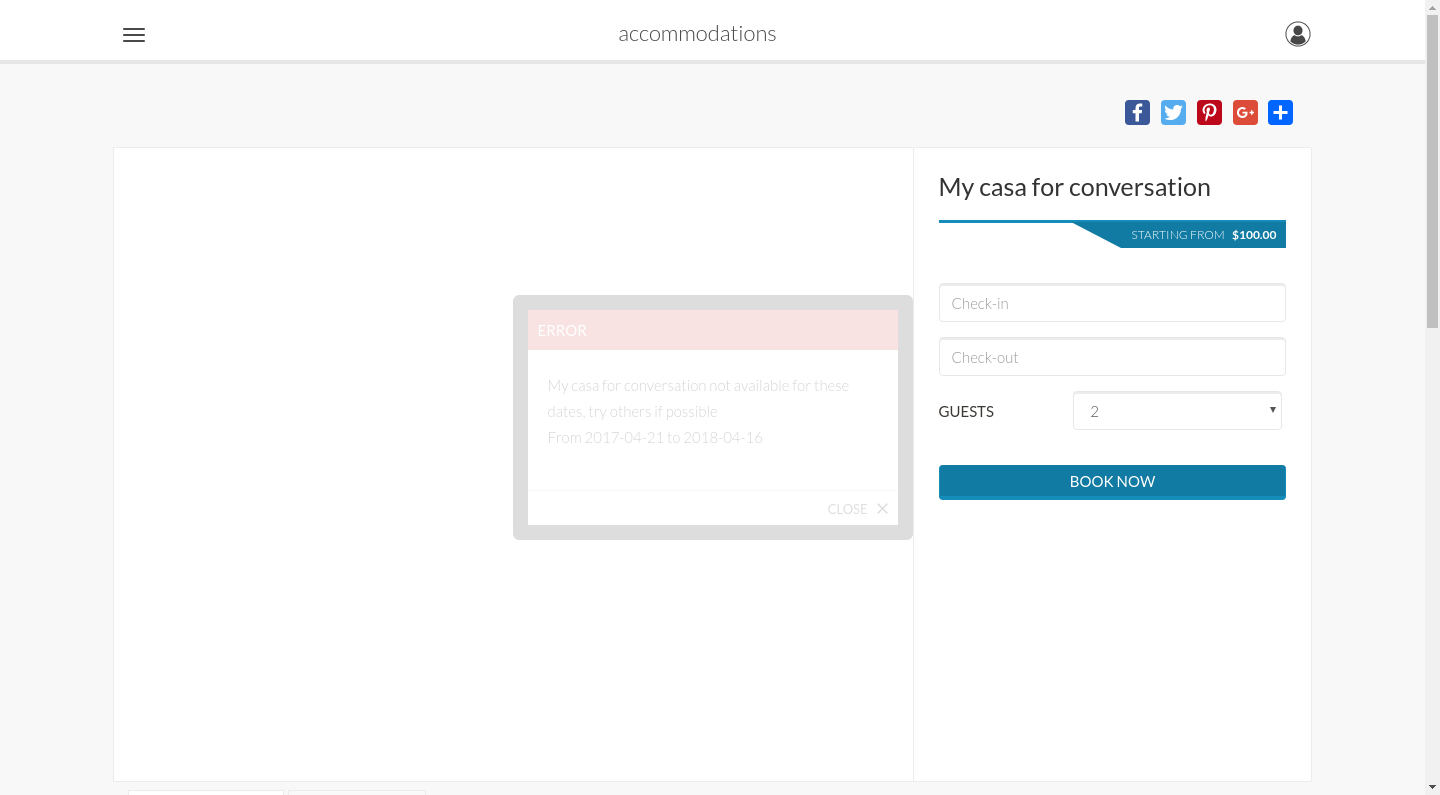 accommodations
My casa for conversation
STARTING FROM $100.00
Check-in
Check-out
GUESTS 2
BOOK NOW
ERROR
My casa for conversation not available for these
dates, try others if possible
From 2017-04-21 to 2018-04-16
CLOSE